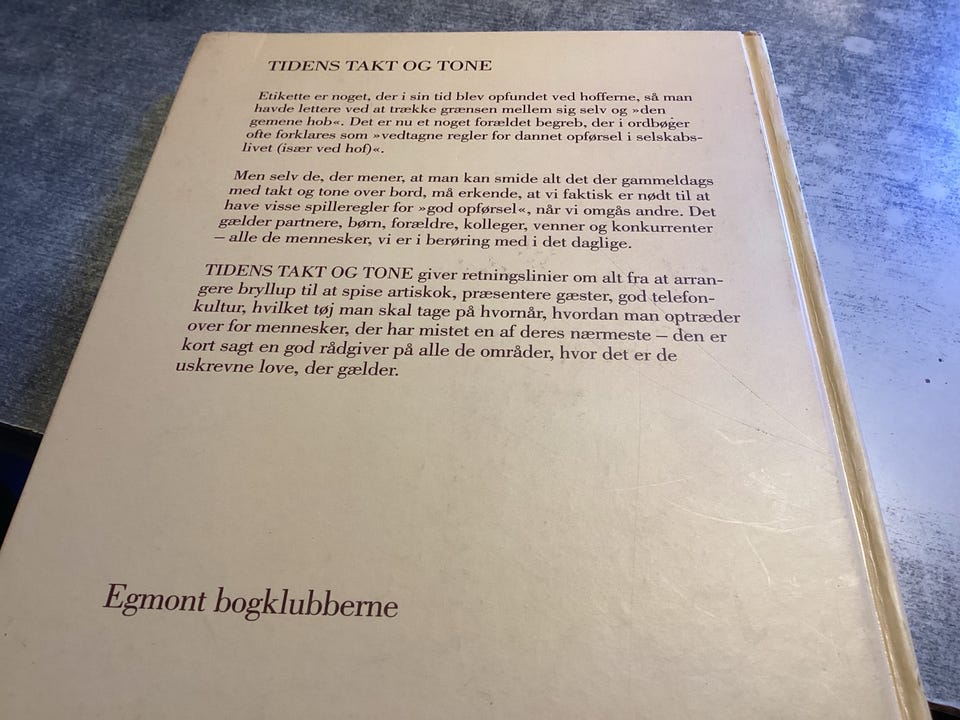 TIDENS TAKT OG TONE
Etikette er noget, der i sin tid blev opfundet ved hofferne, så man
havde lettere ved at trække grænsen mellem sig selv og »den
gemene hob«. Det er nu et noget forældet begreb, der i ordbøger
ofte forklares som »vedtagne regler for dannet opførsel i selskabs-
livet (især ved hof)«.
Men selv de, der mener, at man kan smide alt det der gammeldags
med takt og tone over bord, må erkende, at vi faktisk er nødt til at
have visse spilleregler for »god opførsel«, når vi omgås andre. Det
gælder partnere, børn, forældre, kolleger, venner og konkurrenter
– alle de mennesker, vi er i berøring med i det daglige.
TIDENS TAKT OG TONE giver retningslinier om alt fra at arran-
gere bryllup til at spise artiskok, præsentere gæster, god telefon-
kultur, hvilket tøj man skal tage på hvornår, hvordan man optræder
over for mennesker, der har mistet en af deres nærmeste – den er
kort sagt en god rådgiver på alle de områder, hvor det er de
uskrevne love, der gælder.
Egmont bogklubberne